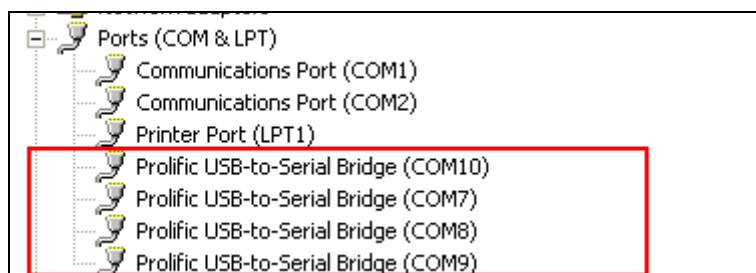 Ports (COM & LPT)
Communications Port (COM1)
Communications Port (COM2)
Printer Port (LPT1)
Prolific USB-to-Serial Bridge (COM10)
Prolific USB-to-Serial Bridge (COM7)
Prolific USB-to-Serial Bridge (COM8)
Prolific USB-to-Serial Bridge (COM9)